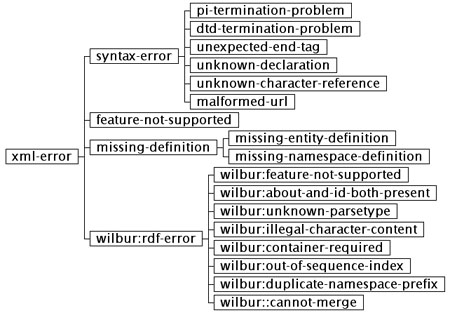 pi-termination-problem
dtd-termination-problem
syntax-error
unexpected-end-tag
unknown-declaration
unknown-character-reference
malformed-url
feature-not-supported
xml-error
missing-definition
missing-entity-definition
missing-namespace-definition
wilbur:rdf-error
wilbur:feature-not-supported
wilbur:about-and-id-both-present
wilbur:unknown-parsetype
wilbur:illegal-character-content
wilbur:container-required
wilbur:out-of-sequence-index
wilbur:duplicate-namespace-prefix
wilbur::cannot-merge